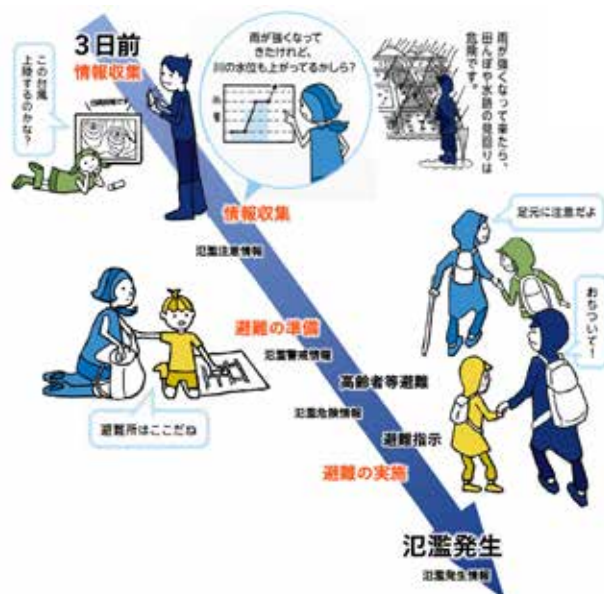 3日前
情報収集
この台風
上陸するのかな？
雨が強くなって
きたけれど、
川の水位も上がってるかしら？
雨が強くなって来たら、
田んぼや水路の見回りは
危険です。
情報収集
氾濫注意情報
足元に注意だよ
おちついて！
避難の準備
氾濫警戒情報
高齢者等避難
氾濫危険情報
避難所はここだね
避難指示
避難の実施
氾濫発生
氾濫発生情報